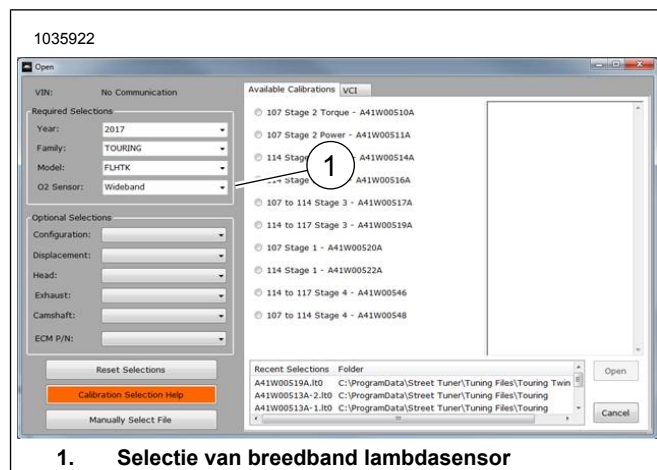 1035922
Open
VIN: No Communication
Required Selections
Year: 2017
Family: TOURING
Model: FLHTK
O2 Sensor: Wideband
Optional Selections
Configuration:
Displacement:
Head:
Exhaust:
Camshaft:
ECM P/N:
Reset Selections
Calibration Selection Help
Manually Select File
Available Calibrations VCI
107 Stage 2 Torque - A41W00510A
107 Stage 2 Power - A41W00511A
114 Stage A41W00514A
1
114 Stage A41W00516A
107 to 114 Stage 3 - A41W00517A
114 to 117 Stage 3 - A41W00519A
107 Stage 1 - A41W00520A
114 Stage 1 - A41W00522A
114 to 117 Stage 4 - A41W00546
107 to 114 Stage 4 - A41W00548
Recent Selections Folder
A41W00519A.lt0 C:\ProgramData\Street Tuner\Tuning Files\Touring Twin
A41W00513A-2.lt0 C:\ProgramData\Street Tuner\Tuning Files\Touring
A41W00513A-1.lt0 C:\ProgramData\Street Tuner\Tuning Files\Touring
Open
Cancel
1. Selectie van breedband lambdasensor